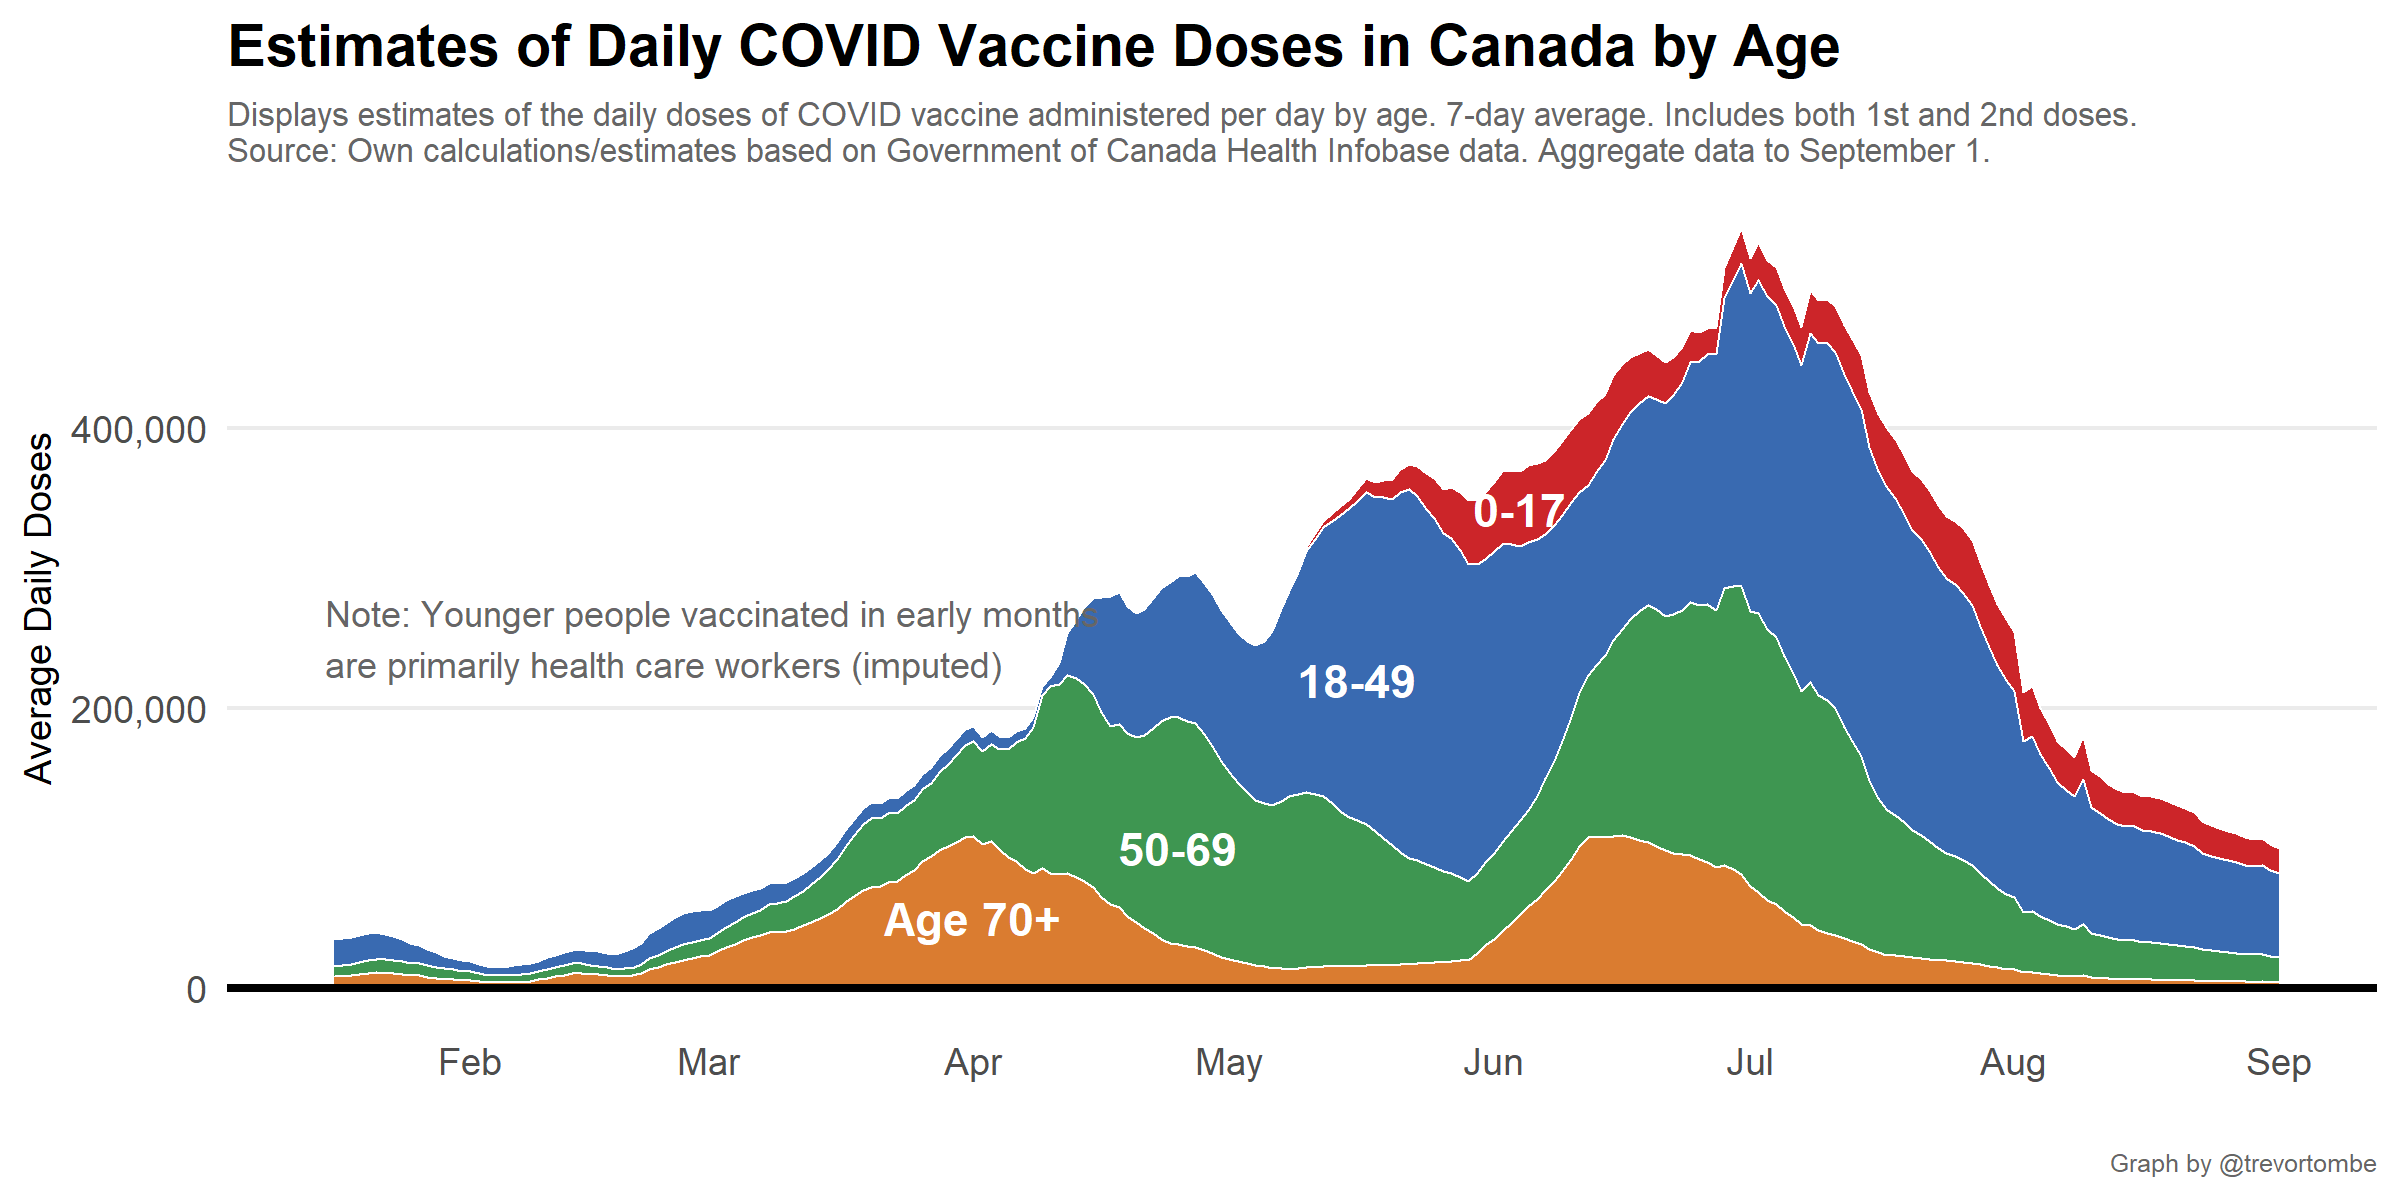 Estimates of Daily COVID Vaccine Doses in Canada by Age
Displays estimates of the daily doses of COVID vaccine administered per day by age. 7-day average. Includes both 1st and 2nd doses.
Source: Own calculations/estimates based on Government of Canada Health Infobase data. Aggregate data to September 1.
Average Daily Doses
400,000
200,000
0
Note: Younger people vaccinated in early months
are primarily health care workers (imputed)
0-17
18-49
50-69
Age 70+
Feb
Mar
Apr
May
Jun
Jul
Aug
Sep
Graph by @trevortombe